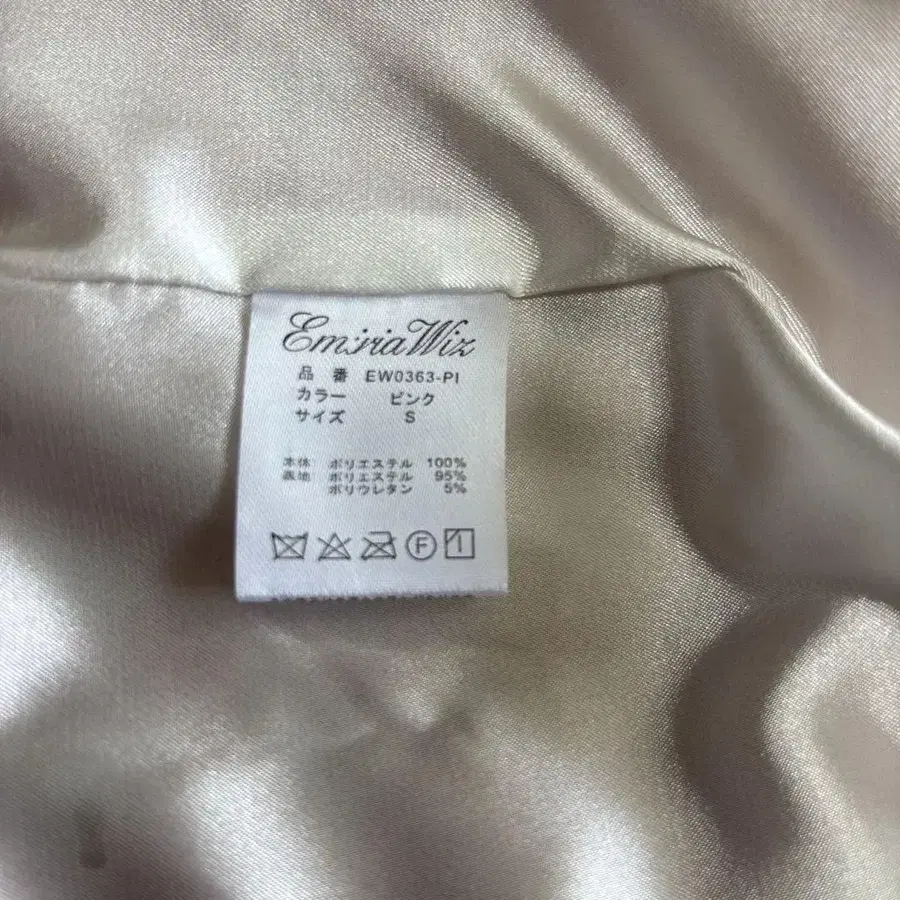 EmiriaWiz
品 番 EW0363-PI
カラー ピンク
サイズ S
本体 ポリエステル 100%
裏地 ポリエステル 95%
ポリウレタン 5%
F